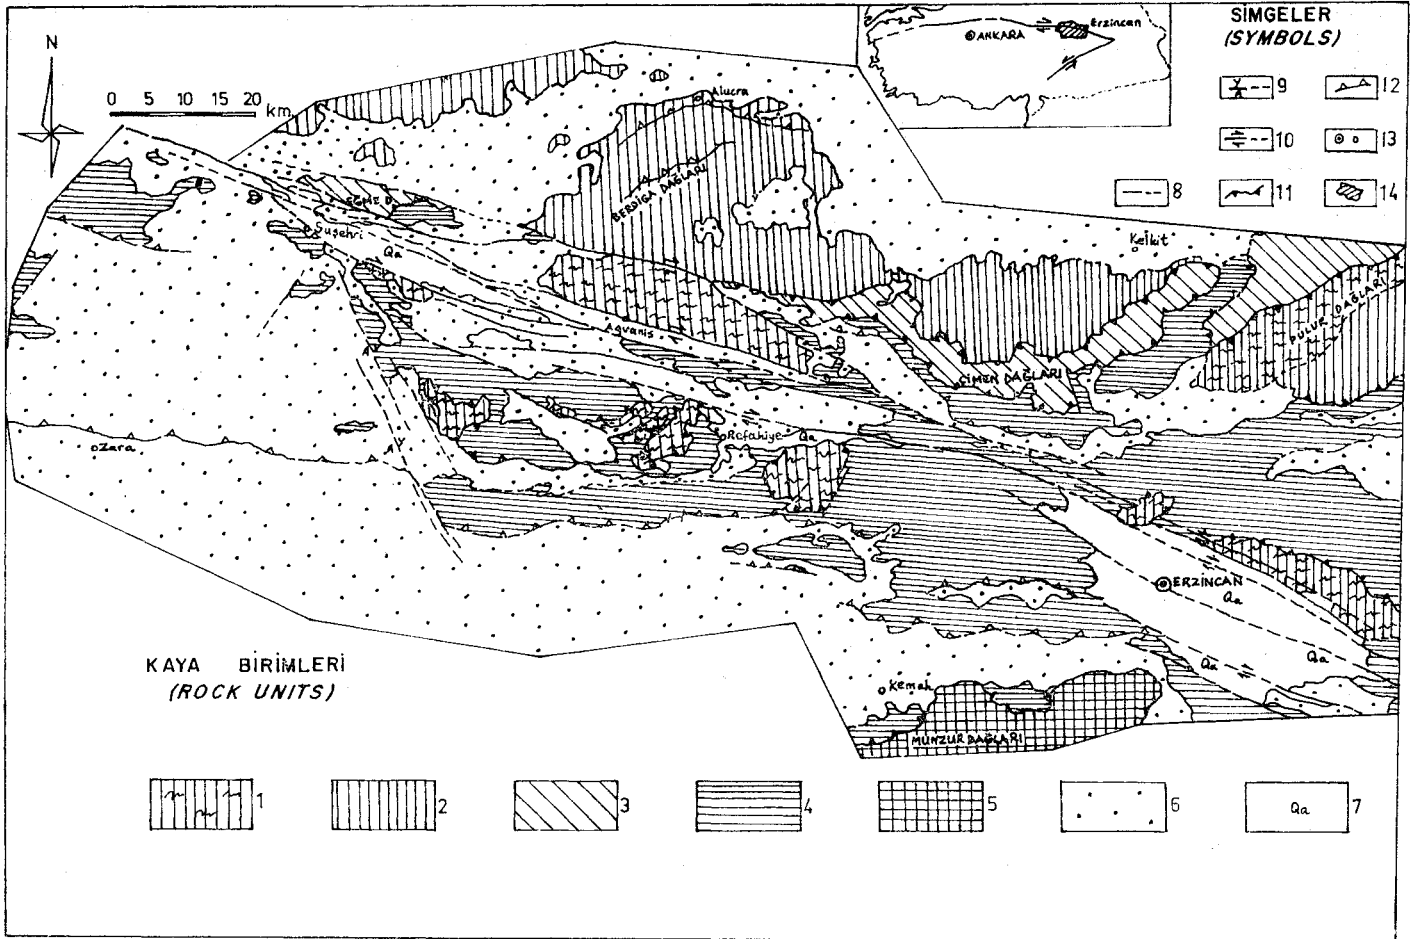 N
0 5 10 15 20
km.
Erzincan
ANKARA
SİMGELER
(SYMBOLS)
9
12
10
13
8
11
14
Alucra
BERDİGA DAĞLARI
Suşehri
Qa
Kelkit
PULUR DAĞLARI
Ağvanis
ÇİMEN DAĞLARI
Zara
Refahiye
Qa
ERZİNCAN
Qa
Qa
Qa
Kemah
MUNZUR DAĞLARI
KAYA BİRİMLERİ
(ROCK UNITS)
1
2
3
4
5
6
Qa
7